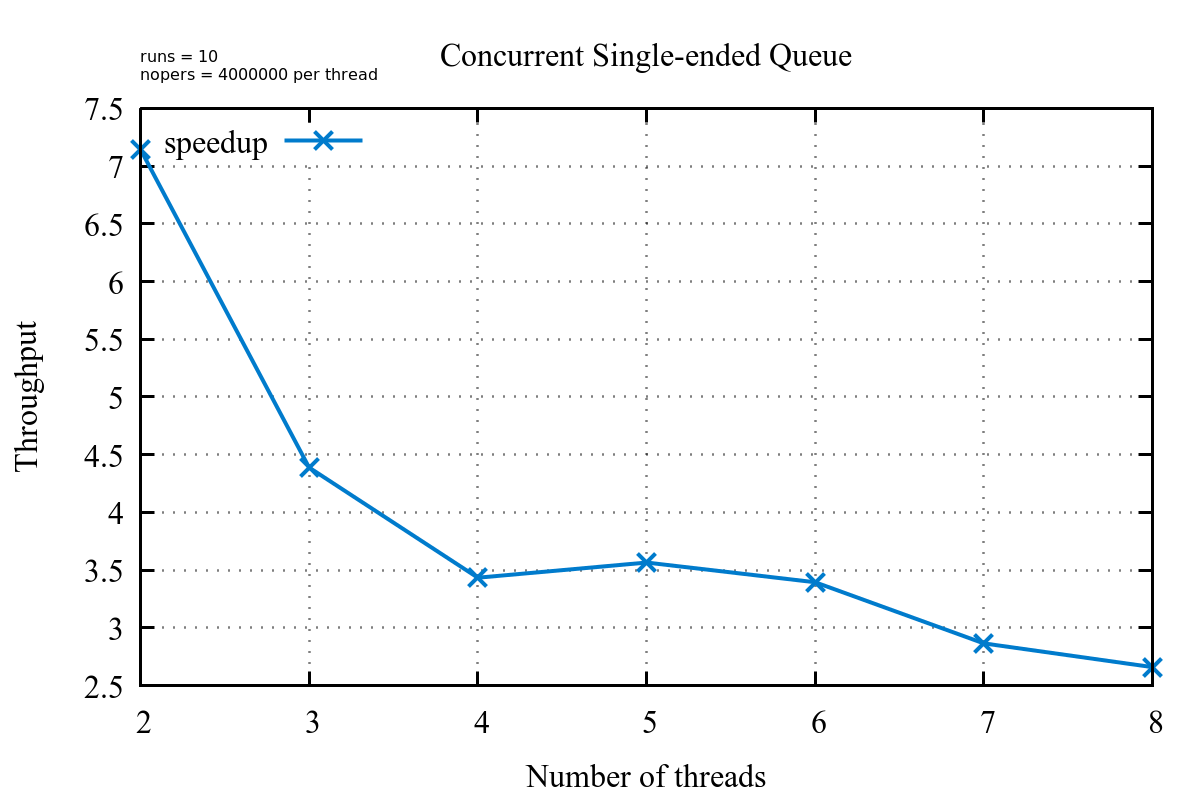 runs = 10
nopers = 4000000 per thread
Concurrent Single-ended Queue
speedup
7.5
7
6.5
6
5.5
5
4.5
4
3.5
3
2.5
Throughput
2 3 4 5 6 7 8
Number of threads